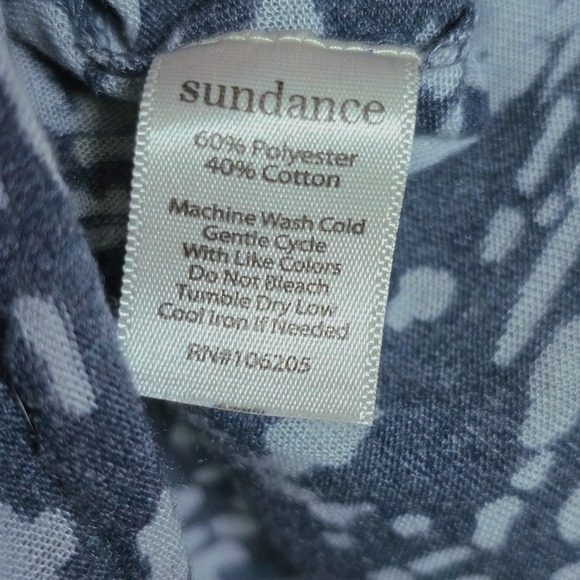 sundance
60% Polyester
40% Cotton
Machine Wash Cold
Gentle Cycle
With Like Colors
Do Not Bleach
Tumble Dry Low
Cool Iron If Needed
RN#106205